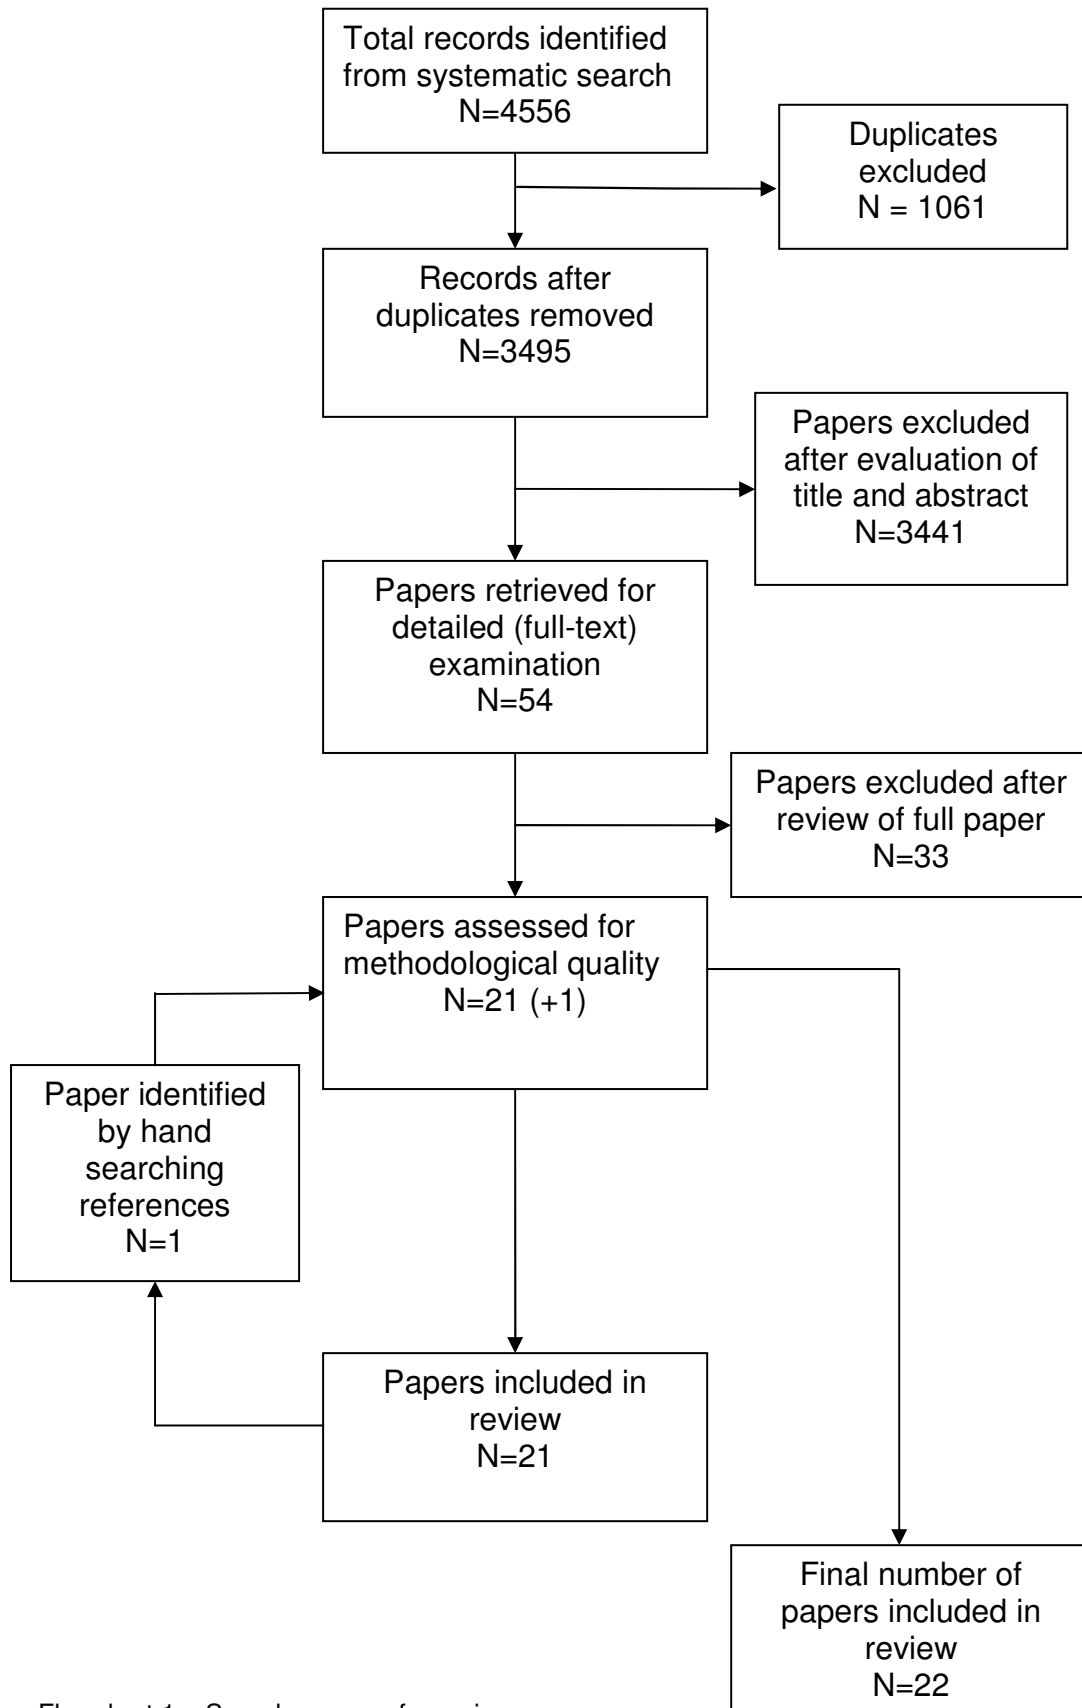 Total records identified
from systematic search
N=4556
Duplicates
excluded
N = 1061
Records after
duplicates removed
N=3495
Papers excluded
after evaluation of
title and abstract
N=3441
Papers retrieved for
detailed (full-text)
examination
N=54
Papers excluded after
review of full paper
N=33
Papers assessed for
methodological quality
N=21 (+1)
Paper identified
by hand
searching
references
N=1
Papers included in
review
N=21
Final number of
papers included in
review
N=22